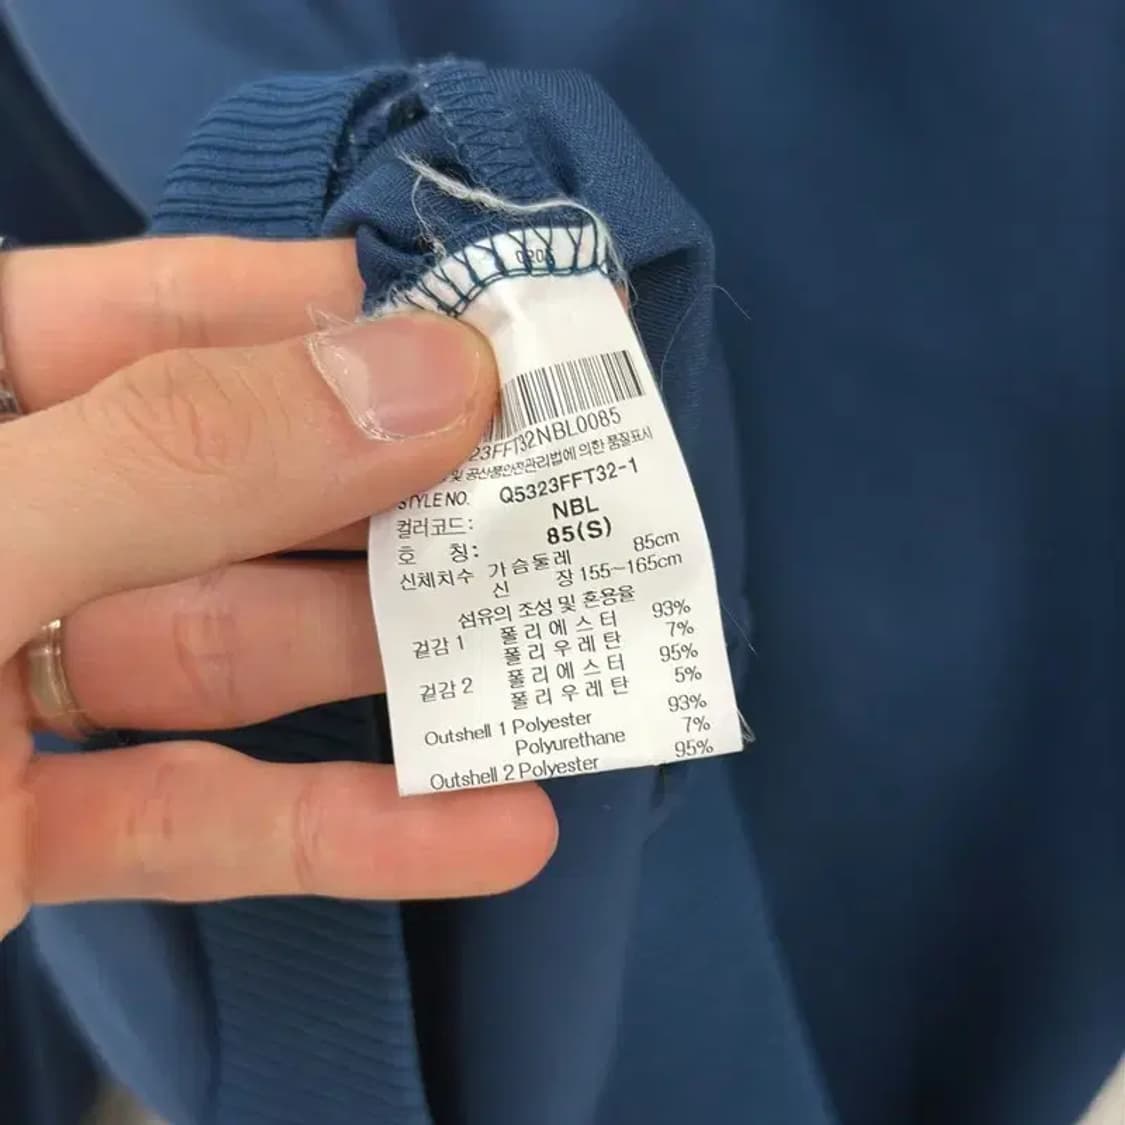 0205
23FFT32NBL0085
및 공산품안전관리법에 의한 품질표시
STYLE NO. Q5323FFT32-1
컬러코드: NBL
호 칭: 85(S)
신체치수 가슴둘레 85cm
신 장 155~165cm
섬유의 조성 및 혼용율
겉감 1 폴리에스터 93%
폴리우레탄 7%
겉감 2 폴리에스터 95%
폴리우레탄 5%
Outshell 1 Polyester 93%
Polyurethane 7%
Outshell 2 Polyester 95%